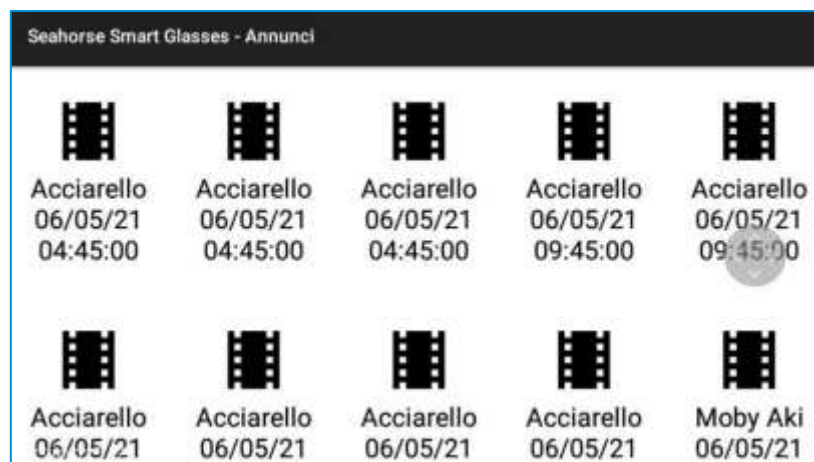 Seahorse Smart Glasses - Annunci
Acciarello Acciarello Acciarello Acciarello Acciarello
06/05/21 06/05/21 06/05/21 06/05/21 06/05/21
04:45:00 04:45:00 04:45:00 09:45:00 09:45:00
Acciarello Acciarello Acciarello Acciarello Moby Aki
06/05/21 06/05/21 06/05/21 06/05/21 06/05/21